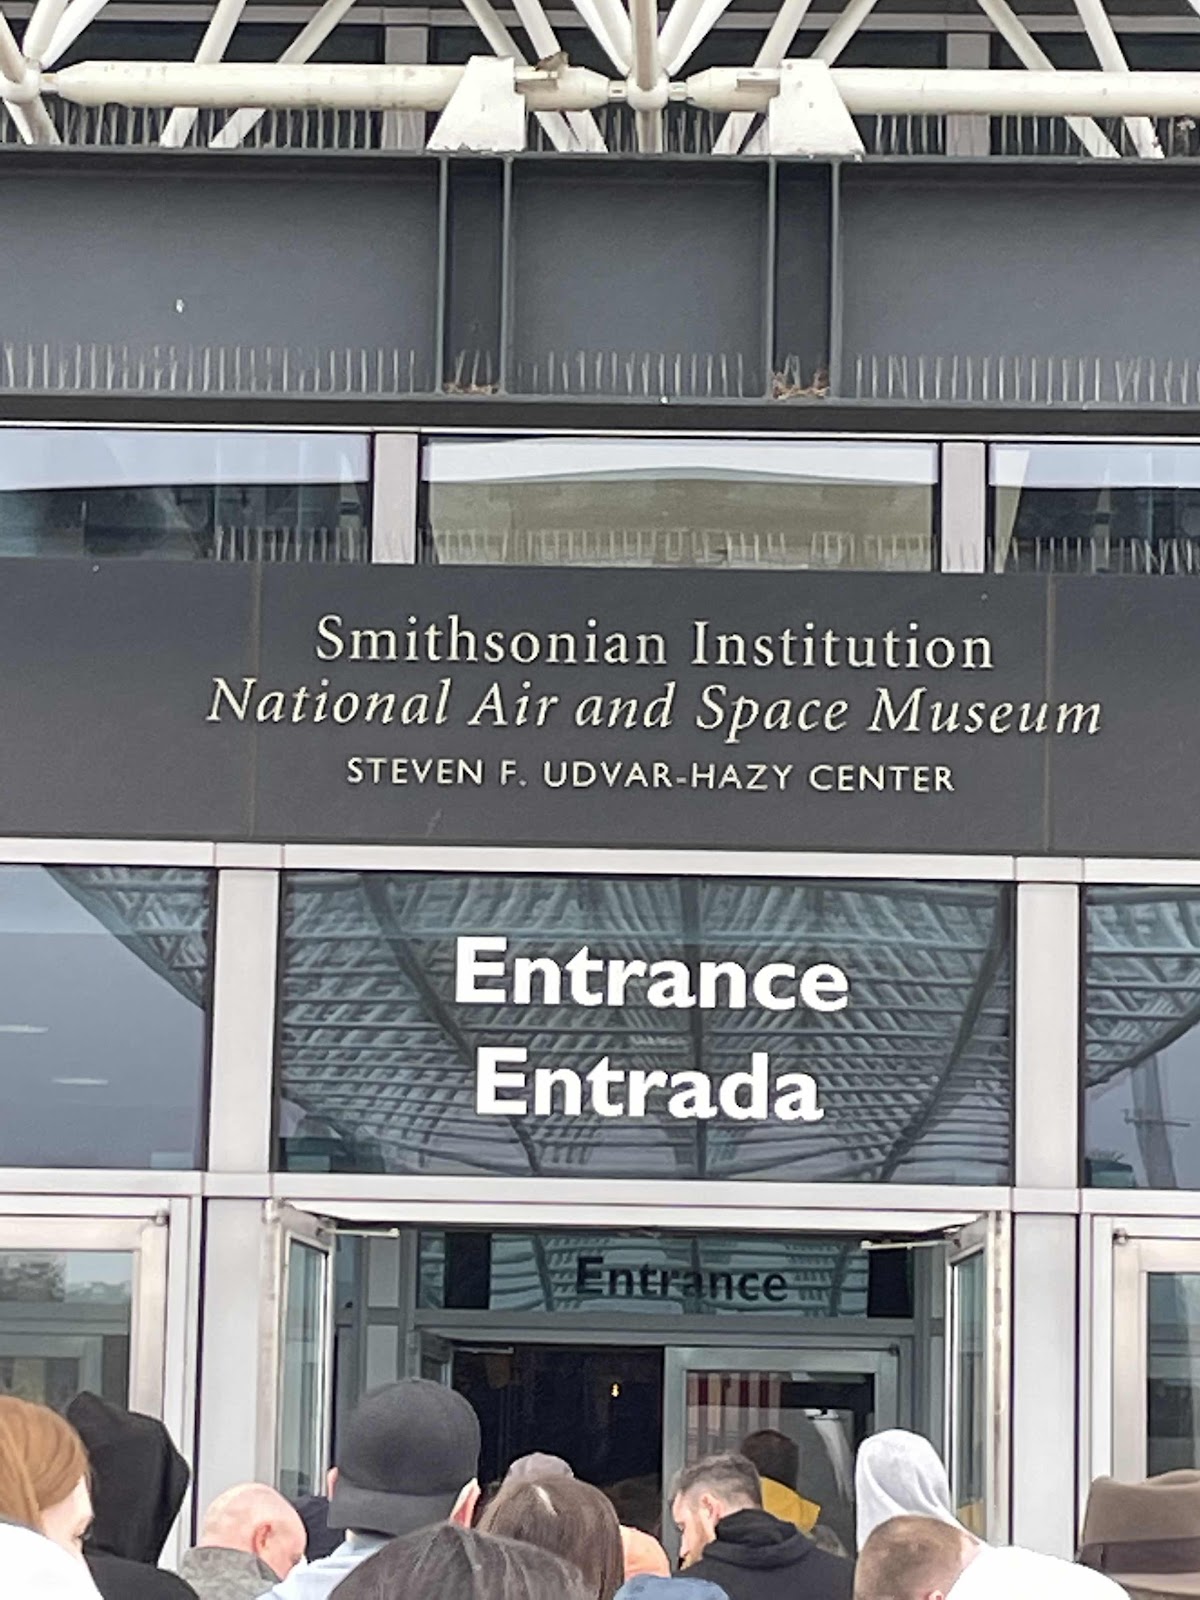 Smithsonian Institution
National Air and Space Museum
STEVEN F. UDVAR-HAZY CENTER
Entrance
Entrada
Entrance